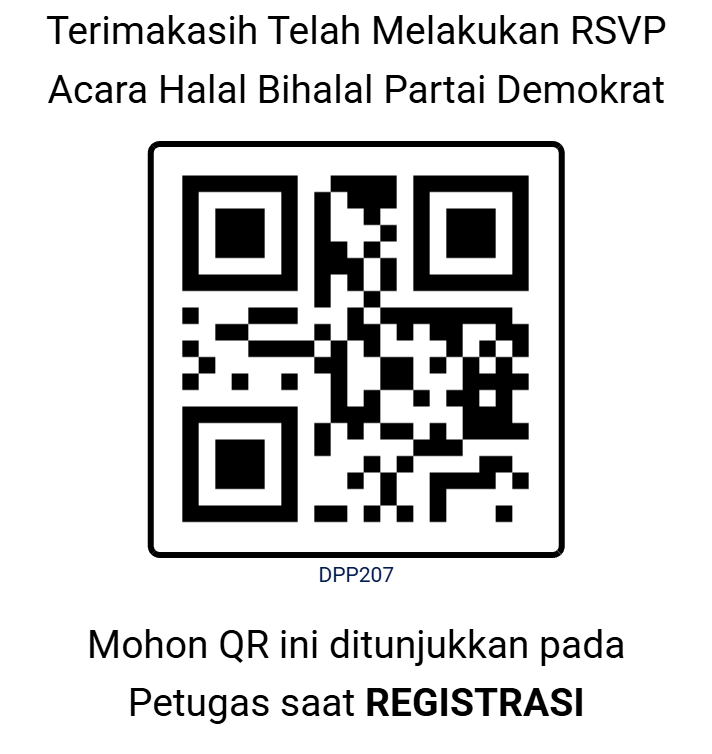 Terimakasih Telah Melakukan RSVP
Acara Halal Bihalal Partai Demokrat
DPP207
Mohon QR ini ditunjukkan pada
Petugas saat REGISTRASI